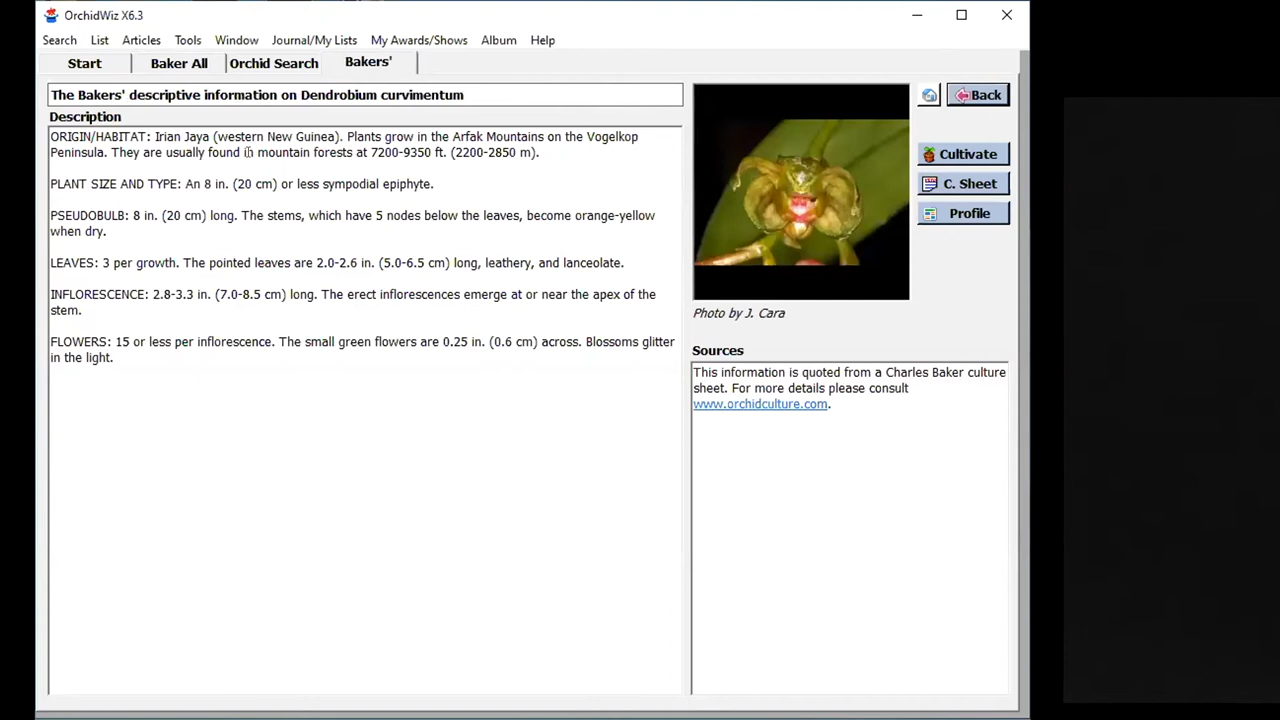 OrchidWiz X6.3
Search List Articles Tools Window Journal/My Lists My Awards/Shows Album Help
Start Baker All Orchid Search Bakers'
The Bakers' descriptive information on Dendrobium curvimentum
Back
Description
ORIGIN/HABITAT: Irian Jaya (western New Guinea). Plants grow in the Arfak Mountains on the Vogelkop
Peninsula. They are usually found in mountain forests at 7200-9350 ft. (2200-2850 m).
PLANT SIZE AND TYPE: An 8 in. (20 cm) or less sympodial epiphyte.
PSEUDOBULB: 8 in. (20 cm) long. The stems, which have 5 nodes below the leaves, become orange-yellow
when dry.
LEAVES: 3 per growth. The pointed leaves are 2.0-2.6 in. (5.0-6.5 cm) long, leathery, and lanceolate.
INFLORESCENCE: 2.8-3.3 in. (7.0-8.5 cm) long. The erect inflorescences emerge at or near the apex of the
stem.
FLOWERS: 15 or less per inflorescence. The small green flowers are 0.25 in. (0.6 cm) across. Blossoms glitter
in the light.
Cultivate
C. Sheet
Profile
Photo by J. Cara
Sources
This information is quoted from a Charles Baker culture
sheet. For more details please consult
www.orchidculture.com.